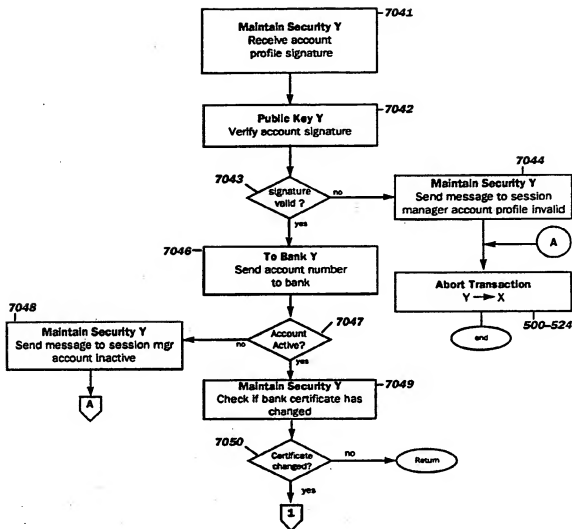 7041
Maintain Security Y
Receive account
profile signature
7042
Public Key Y
Verify account signature
7043
signature
valid ?
no
yes
7044
Maintain Security Y
Send message to session
manager account profile invalid
A
Abort Transaction
Y → X
500–524
end
7046
To Bank Y
Send account number
to bank
7047
Account
Active?
no
yes
7048
Maintain Security Y
Send message to session mgr
account inactive
A
7049
Maintain Security Y
Check if bank certificate has
changed
7050
Certificate
changed?
no
Return
yes
1